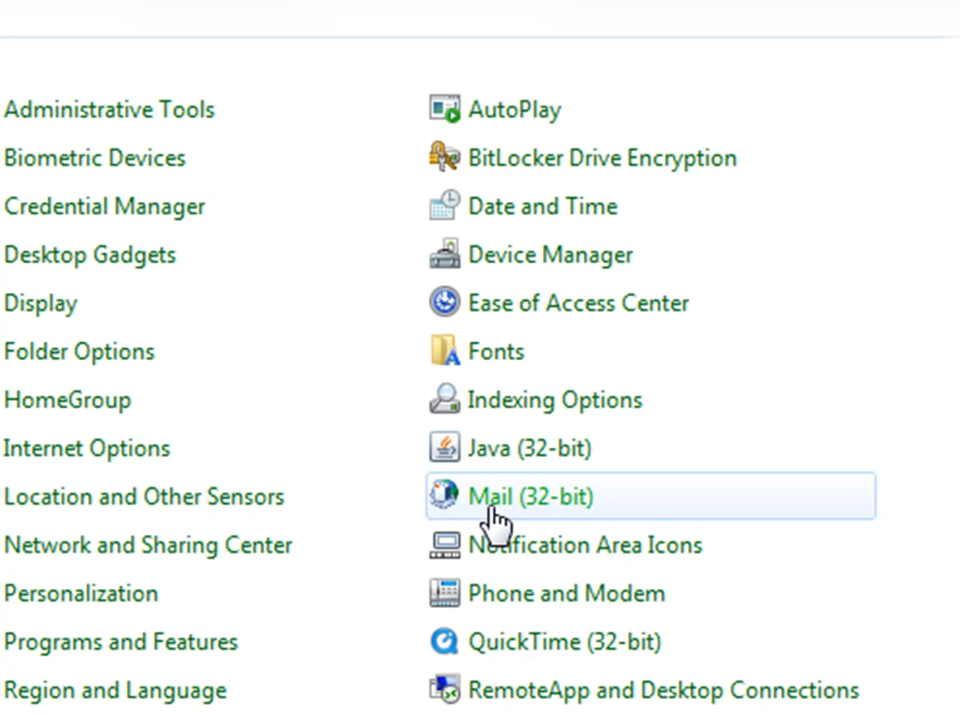 Administrative Tools
AutoPlay
Biometric Devices
BitLocker Drive Encryption
Credential Manager
Date and Time
Desktop Gadgets
Device Manager
Display
Ease of Access Center
Folder Options
Fonts
HomeGroup
Indexing Options
Internet Options
Java (32-bit)
Location and Other Sensors
Mail (32-bit)
Network and Sharing Center
Notification Area Icons
Personalization
Phone and Modem
Programs and Features
QuickTime (32-bit)
Region and Language
RemoteApp and Desktop Connections